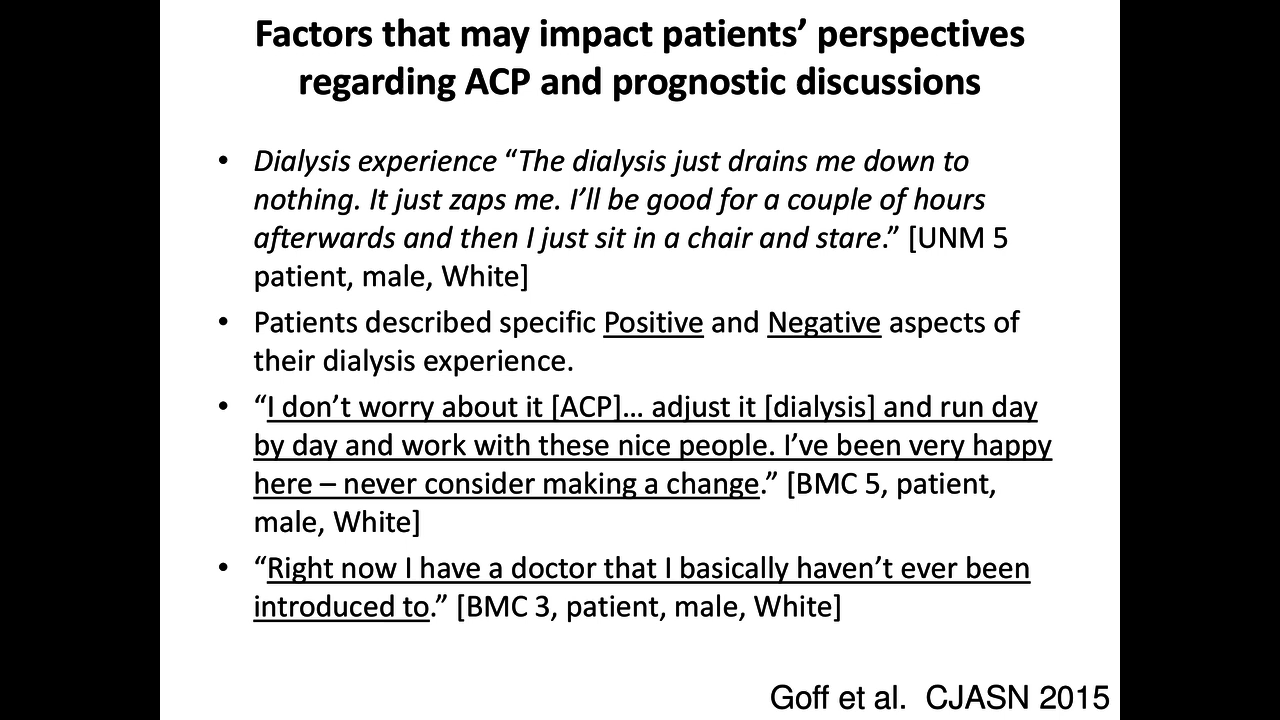 Factors that may impact patients’ perspectives
regarding ACP and prognostic discussions
• Dialysis experience “The dialysis just drains me down to
nothing. It just zaps me. I’ll be good for a couple of hours
afterwards and then I just sit in a chair and stare.” [UNM 5
patient, male, White]
• Patients described specific Positive and Negative aspects of
their dialysis experience.
• “I don’t worry about it [ACP]… adjust it [dialysis] and run day
by day and work with these nice people. I’ve been very happy
here – never consider making a change.” [BMC 5, patient,
male, White]
• “Right now I have a doctor that I basically haven’t ever been
introduced to.” [BMC 3, patient, male, White]
Goff et al.  CJASN 2015